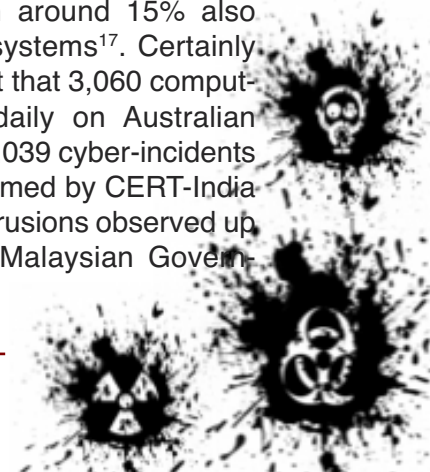 around 15% also
systems¹⁷. Certainly
t that 3,060 comput-
daily on Australian
039 cyber-incidents
med by CERT-India
rusions observed up
Malaysian Govern-